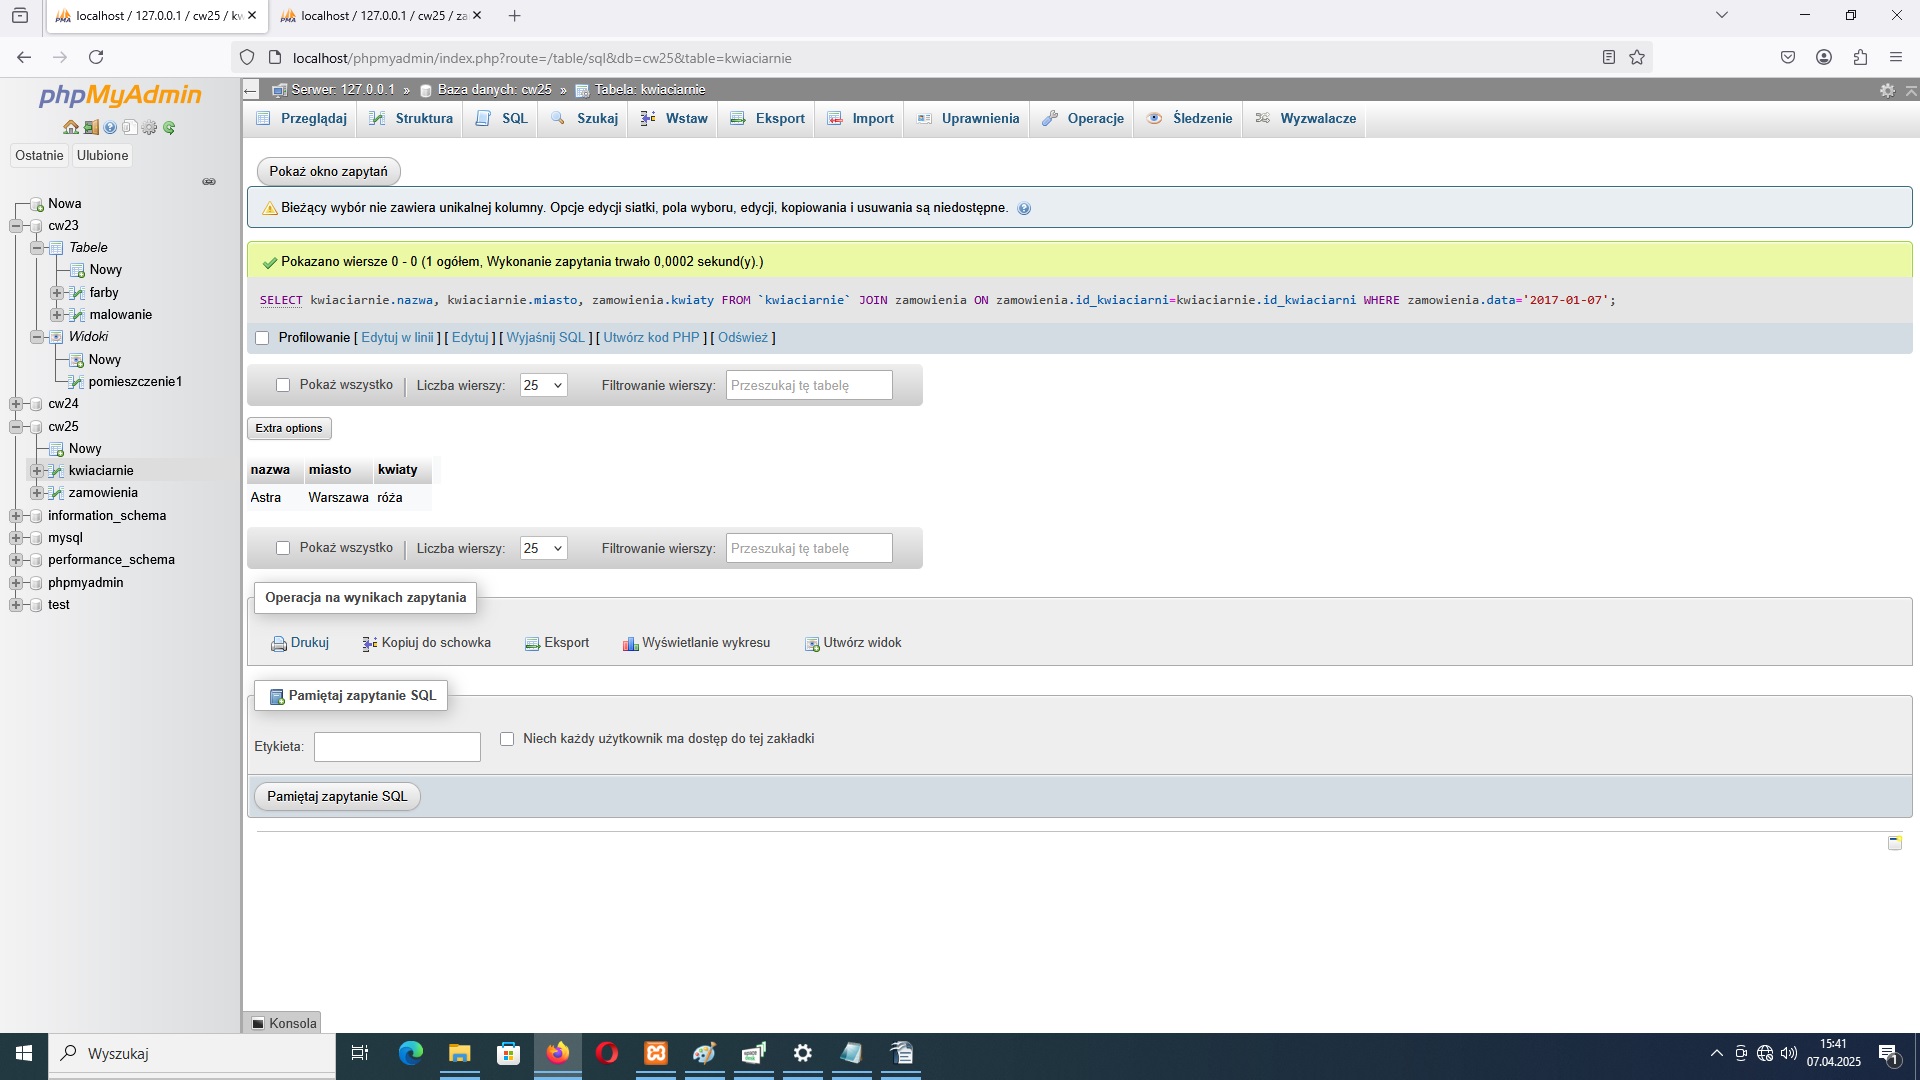 localhost / 127.0.0.1 / cw25 / kw
localhost / 127.0.0.1 / cw25 / za
localhost/phpmyadmin/index.php?route=/table/sql&db=cw25&table=kwiaciarnie
phpMyAdmin
Ostatnie Ulubione
Nowa
cw23
Tabele
Nowy
farby
malowanie
Widoki
Nowy
pomieszczenie1
cw24
cw25
Nowy
kwiaciarnie
zamowienia
information_schema
mysql
performance_schema
phpmyadmin
test
Serwer: 127.0.0.1 » Baza danych: cw25 » Tabela: kwiaciarnie
Przeglądaj Struktura SQL Szukaj Wstaw Eksport Import Uprawnienia Operacje Śledzenie Wyzwalacze
Pokaż okno zapytań
Bieżący wybór nie zawiera unikalnej kolumny. Opcje edycji siatki, pola wyboru, edycji, kopiowania i usuwania są niedostępne.
Pokazano wiersze 0 - 0 (1 ogółem, Wykonanie zapytania trwało 0,0002 sekund(y).)
SELECT kwiaciarnie.nazwa, kwiaciarnie.miasto, zamowienia.kwiaty FROM `kwiaciarnie` JOIN zamowienia ON zamowienia.id_kwiaciarni=kwiaciarnie.id_kwiaciarni WHERE zamowienia.data='2017-01-07';
Profilowanie [ Edytuj w linii ] [ Edytuj ] [ Wyjaśnij SQL ] [ Utwórz kod PHP ] [ Odśwież ]
Pokaż wszystko | Liczba wierszy: 25 Filtrowanie wierszy: Przeszukaj tę tabelę
Extra options
nazwa miasto kwiaty
Astra Warszawa róża
Pokaż wszystko | Liczba wierszy: 25 Filtrowanie wierszy: Przeszukaj tę tabelę
Operacja na wynikach zapytania
Drukuj Kopiuj do schowka Eksport Wyświetlanie wykresu Utwórz widok
Pamiętaj zapytanie SQL
Etykieta: Niech każdy użytkownik ma dostęp do tej zakładki
Pamiętaj zapytanie SQL
Konsola
Wyszukaj
15:41
07.04.2025
1